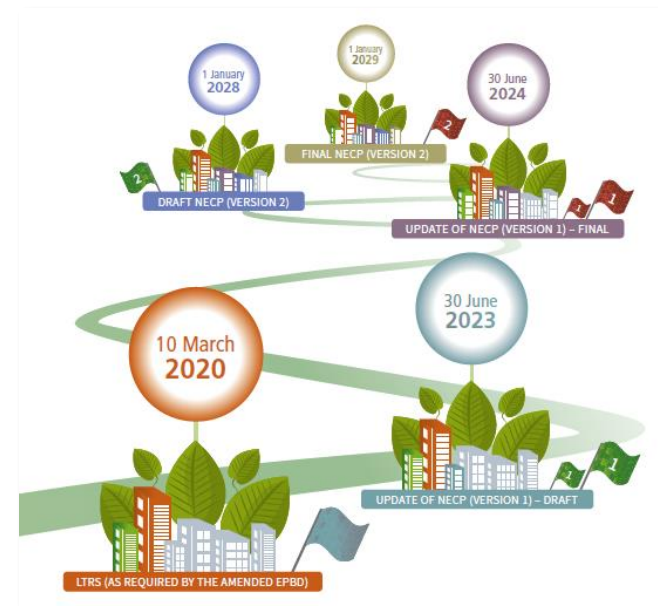 1 January
2029
1 January
2028
30 June
2024
2
FINAL NECP (VERSION 2)
2
DRAFT NECP (VERSION 2)
1
1
UPDATE OF NECP (VERSION 1) – FINAL
30 June
2023
10 March
2020
1
1
UPDATE OF NECP (VERSION 1) – DRAFT
LTRS (AS REQUIRED BY THE AMENDED EPBD)